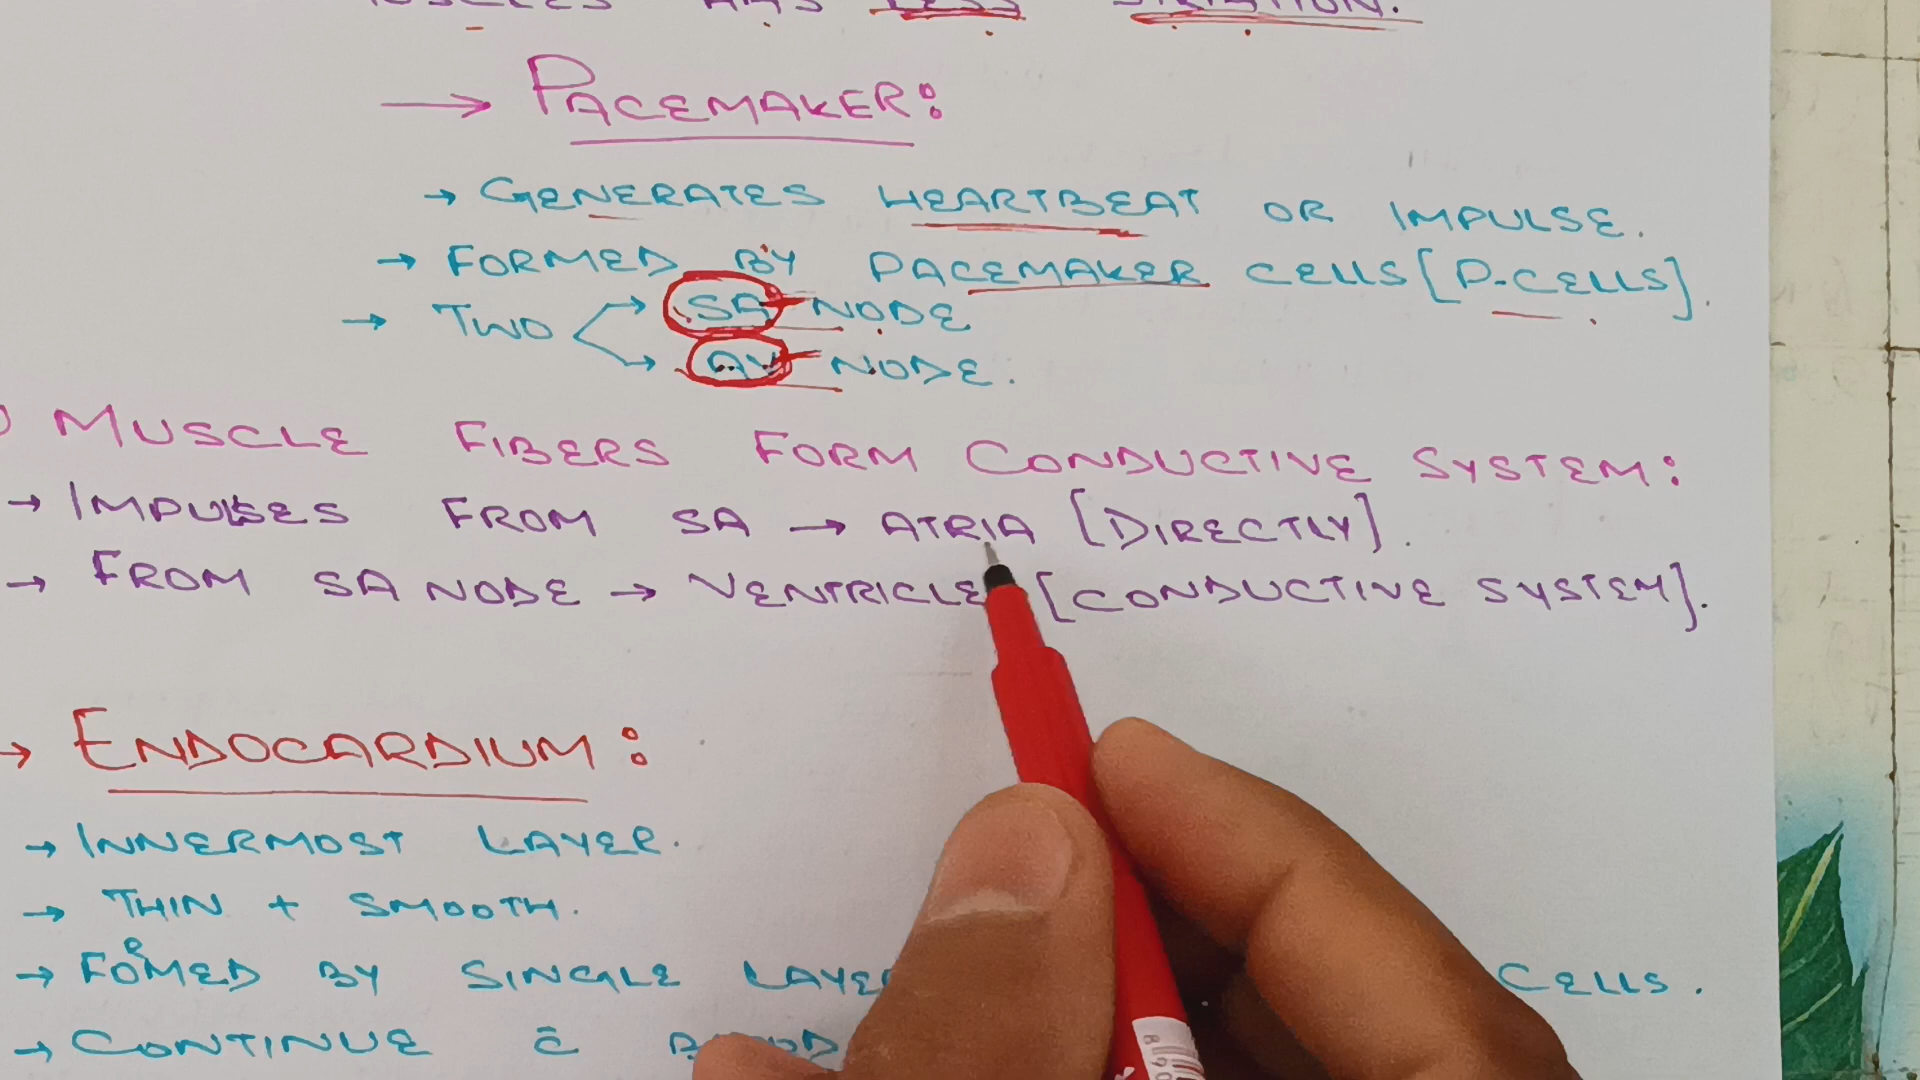 → PACEMAKER:
→ GENERATES HEARTBEAT OR IMPULSE.
→ FORMED BY PACEMAKER CELLS [P-CELLS].
→ TWO → SA-NODE
→ AV-NODE.
MUSCLE FIBERS FORM CONDUCTIVE SYSTEM:
→ IMPULSES FROM SA → ATRIA [DIRECTLY].
→ FROM SA NODE → VENTRICLE [CONDUCTIVE SYSTEM].
→ ENDOCARDIUM:
→ INNERMOST LAYER.
→ THIN + SMOOTH.
→ FORMED BY SINGLE LAYER CELLS.
→ CONTINUE C̄